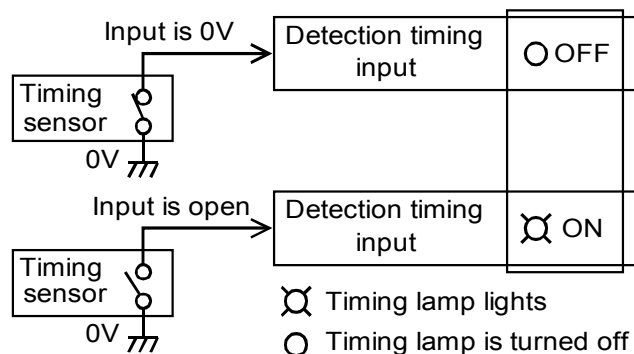 Input is 0V
Detection timing
input
OFF
Timing
sensor
0V
Input is open
Detection timing
input
ON
Timing
sensor
0V
Timing lamp lights
Timing lamp is turned off